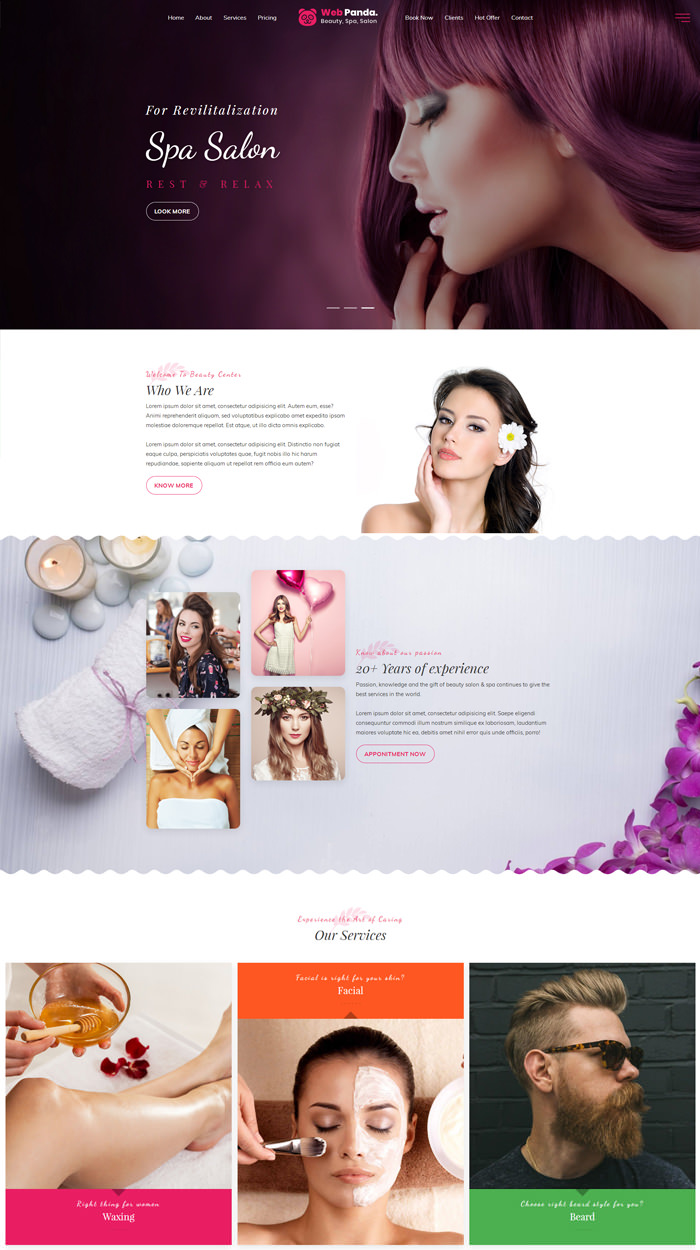 Home About Services Pricing
Web Panda.
Beauty, Spa, Salon
Book Now Clients Hot Offer Contact
For Revilitalization
Spa Salon
REST & RELAX
LOOK MORE
Welcome To Beauty Center
Who We Are
Lorem ipsum dolor sit amet, consectetur adipisicing elit. Autem eum, esse?
Animi reprehenderit aliquam, sed voluptatibus explicabo amet expedita ipsam
molestiae doloremque repellat. Est atque, ut illo dicta omnis explicabo.
Lorem ipsum dolor sit amet, consectetur adipisicing elit. Distinctio non fugiat
eaque culpa, perspiciatis voluptates quae, fugit nobis illo hic harum
repudiandae, sapiente aliquam ut repellat rem officia eum autem?
KNOW MORE
Know about our passion
20+ Years of experience
Passion, knowledge and the gift of beauty salon & spa continues to give the
best services in the world.
Lorem ipsum dolor sit amet, consectetur adipisicing elit. Saepe eligendi
consequuntur commodi illum nostrum similique ex laboriosam, laudantium
maiores voluptate hic ea, debitis amet nihil error quis unde officiis, porro!
APPONITMENT NOW
Experience the Art of Caring
Our Services
Right thing for women
Waxing
Facial is right for your skin?
Facial
Choose right beard style for you?
Beard